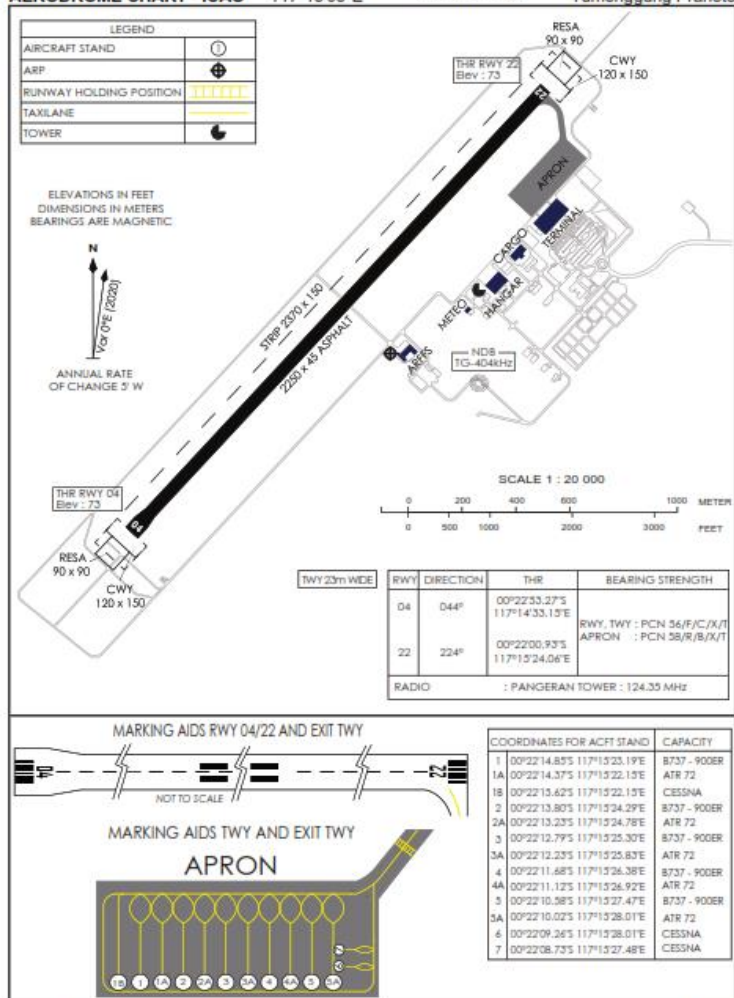 AERODROME CHART - ICAO 117°15'05"E
LEGEND
AIRCRAFT STAND 1
ARP
RUNWAY HOLDING POSITION
TAXILANE
TOWER
ELEVATIONS IN FEET
DIMENSIONS IN METERS
BEARINGS ARE MAGNETIC
N
Var 0°E (2020)
ANNUAL RATE
OF CHANGE 5' W
RESA
90 x 90
THR RWY 22
Elev : 73
CWY
120 x 150
22
APRON
TERMINAL
CARGO
HANGAR
METEO
STRIP 2370 x 150
2250 x 45 ASPHALT
ARFFS
NDB
TG-404kHz
THR RWY 04
Elev : 73
04
RESA
90 x 90
CWY
120 x 150
SCALE 1 : 20 000
0 200 400 600 1000 METER
0 500 1000 2000 3000 FEET
TWY 23m WIDE
RWY DIRECTION THR BEARING STRENGTH
04 044° 00°22'53.27"S
117°14'33.15"E
RWY, TWY : PCN 56/F/C/X/T
APRON : PCN 58/R/B/X/T
22 224° 00°22'00.93"S
117°15'24.06"E
RADIO : PANGERAN TOWER : 124.35 MHz
MARKING AIDS RWY 04/22 AND EXIT TWY
04 22
NOT TO SCALE
MARKING AIDS TWY AND EXIT TWY
APRON
1B 1 1A 2 2A 3 3A 4 4A 5 5A
COORDINATES FOR ACFT STAND CAPACITY
1 00°22'14.85"S 117°15'23.19"E B737 - 900ER
1A 00°22'14.37"S 117°15'22.15"E ATR 72
1B 00°22'15.62"S 117°15'22.15"E CESSNA
2 00°22'13.80"S 117°15'24.29"E B737 - 900ER
2A 00°22'13.23"S 117°15'24.78"E ATR 72
3 00°22'12.79"S 117°15'25.30"E B737 - 900ER
3A 00°22'12.23"S 117°15'25.83"E ATR 72
4 00°22'11.68"S 117°15'26.38"E B737 - 900ER
4A 00°22'11.12"S 117°15'26.92"E ATR 72
5 00°22'10.58"S 117°15'27.47"E B737 - 900ER
5A 00°22'10.02"S 117°15'28.01"E ATR 72
6 00°22'09.26"S 117°15'28.01"E CESSNA
7 00°22'08.73"S 117°15'27.48"E CESSNA